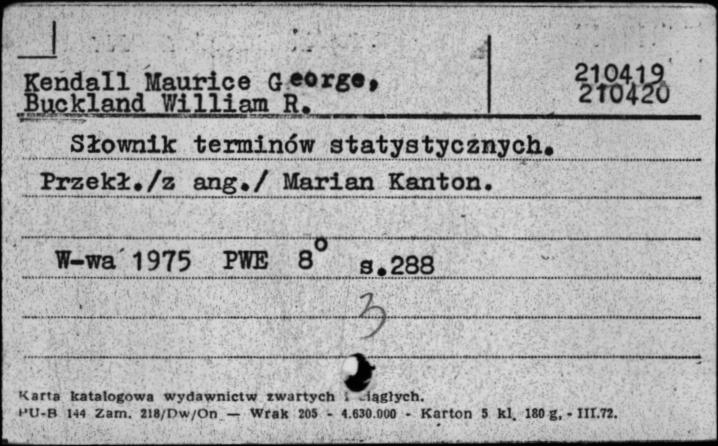 Kendall Maurice George,
Buckland William R.
210419
210420
Słownik terminów statystycznych.
Przekł./z ang./ Marian Kanton.
W-wa 1975 PWE 8° s.288
3
Karta katalogowa wydawnictw zwartych i ciągłych.
PU-B 144 Zam. 218/Dw/On — Wrak 205 - 4.630.000 - Karton 5 kl. 180 g. - III.72.